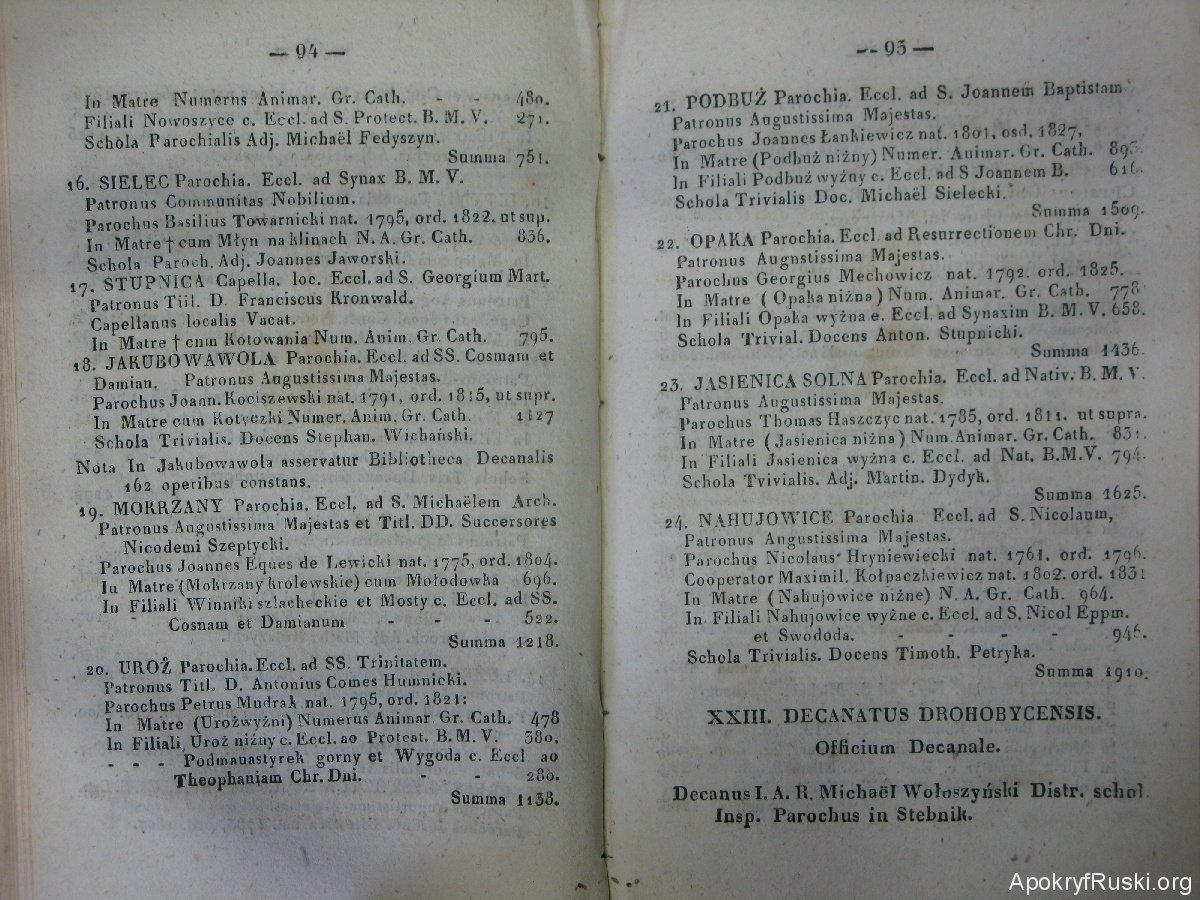 — 94 —
In Matre Numerus Animar. Gr. Cath. - - 480.
Filiali Nowoszyce c. Eccl. ad S. Protect. B. M. V. 271.
Schola Parochialis Adj. Michaël Fedyszyn.
Summa 751.
16. SIELEC Parochia. Eccl. ad Synax B. M. V.
Patronus Communitas Nobilium.
Parochus Basilius Towarnicki nat. 1795, ord. 1822. ut sup.
In Matre † cum Młyn na klinach N. A. Gr. Cath. 836.
Schola Paroch. Adj. Joannes Jaworski.
17. STUPNICA Capella. loc. Eccl. ad S. Georgium Mart.
Patronus Tiil. D. Franciscus Kronwald.
Capellanus localis Vacat.
In Matre † cum Kotowania Num. Anim. Gr. Cath. 795.
18. JAKUBOWAWOLA Parochia. Eccl. ad SS. Cosmam et
Damian. Patronus Augustissima Majestas.
Parochus Joann. Kociszewski nat. 1791, ord. 1815, ut supr.
In Matre cum Kotyczki Numer. Anim. Gr. Cath. 1127
Schola Trivialis. Docens Stephan. Wichański.
Nota In Jakubowawola asservatur Bibliotheca Decanalis
162 operibus constans.
19. MOKRZANY Parochia. Eccl. ad S. Michaëlem Arch.
Patronus Augustissima Majestas et Titl. DD. Successores
Nicodemi Szeptycki.
Parochus Joannes Eques de Lewicki nat. 1775, ord. 1804.
In Matre (Mokrzany krolewskie) cum Mołodowka 696.
In Filiali Winniki szlacheckie et Mosty c. Eccl. ad SS.
Cosnam et Damianum - - - 522.
Summa 1218.
20. UROŻ Parochia. Eccl. ad SS. Trinitatem.
Patronus Titl. D. Antonius Comes Humnicki.
Parochus Petrus Mudrak nat. 1795, ord. 1821:
In Matre (Urożwyżni) Numerus Animar. Gr. Cath. 478
In Filiali, Uroż niżny c. Eccl. ao Proteat. B. M. V. 380.
- - - Podmanastyrek gorny et Wygoda c. Eccl ao
Theophaniam Chr. Dni. - - 280.
Summa 1138.
— 95 —
21. PODBUŻ Parochia. Eccl. ad S. Joannem Baptistam
Patronus Augustissima Majestas.
Parochus Joannes Łankiewicz nat. 1801, osd. 1827,
In Matre (Podbuż niżny) Numer. Animar. Gr. Cath. 893
In Filiali Podbuż wyżny c. Eccl. ad S Joannem B. 616.
Schola Trivialis Doc. Michaël Sielecki.
Summa 1509.
22. OPAKA Parochia. Eccl. ad Resurrectionem Chr. Dni.
Patronus Augnstissima Majestas.
Parochus Georgius Mechowicz nat. 1792. ord. 1825.
In Matre ( Opaka niżna) Num. Animar. Gr. Cath. 778
In Filiali Opaka wyżna e. Eccl. ad Synaxim B. M. V. 658.
Schola Trivial. Docens Anton. Stupnicki.
Summa 1436.
23. JASIENICA SOLNA Parochia. Eccl. ad Nativ. B. M. V.
Patronus Augustissima Majestas.
Parochus Thomas Haszczyc nat. 1785, ord. 1811. ut supra.
In Matre (Jasienica niżna) Num. Animar. Gr. Cath. 831.
In Filiali Jasienica wyżna c. Eccl. ad Nat. B.M.V. 794.
Schola Tvivialis. Adj. Martin. Dydyk.
Summa 1625.
24. NAHUJOWICE Parochia Eccl. ad S. Nicolaum,
Patronus Augustissima Majestas.
Parochus Nicolaus Hryniewiecki nat. 1761. ord. 1796.
Cooperator Maximil. Kołpaczkiewicz nat. 1802. ord. 1831
In Matre (Nahujowice niżne) N. A. Gr. Cath. 964.
In Filiali Nahujowice wyżne c. Eccl. ad S. Nicol Eppm.
et Swododa. - - - - 946.
Schola Trivialis. Docens Timoth. Petryka.
Summa 1910.
XXIII. DECANATUS DROHOBYCENSIS.
Officium Decanale.
Decanus I. A. R. Michaël Wołoszyński Distr. schol
Insp. Parochus in Stebnik.
ApokryfRuski.org